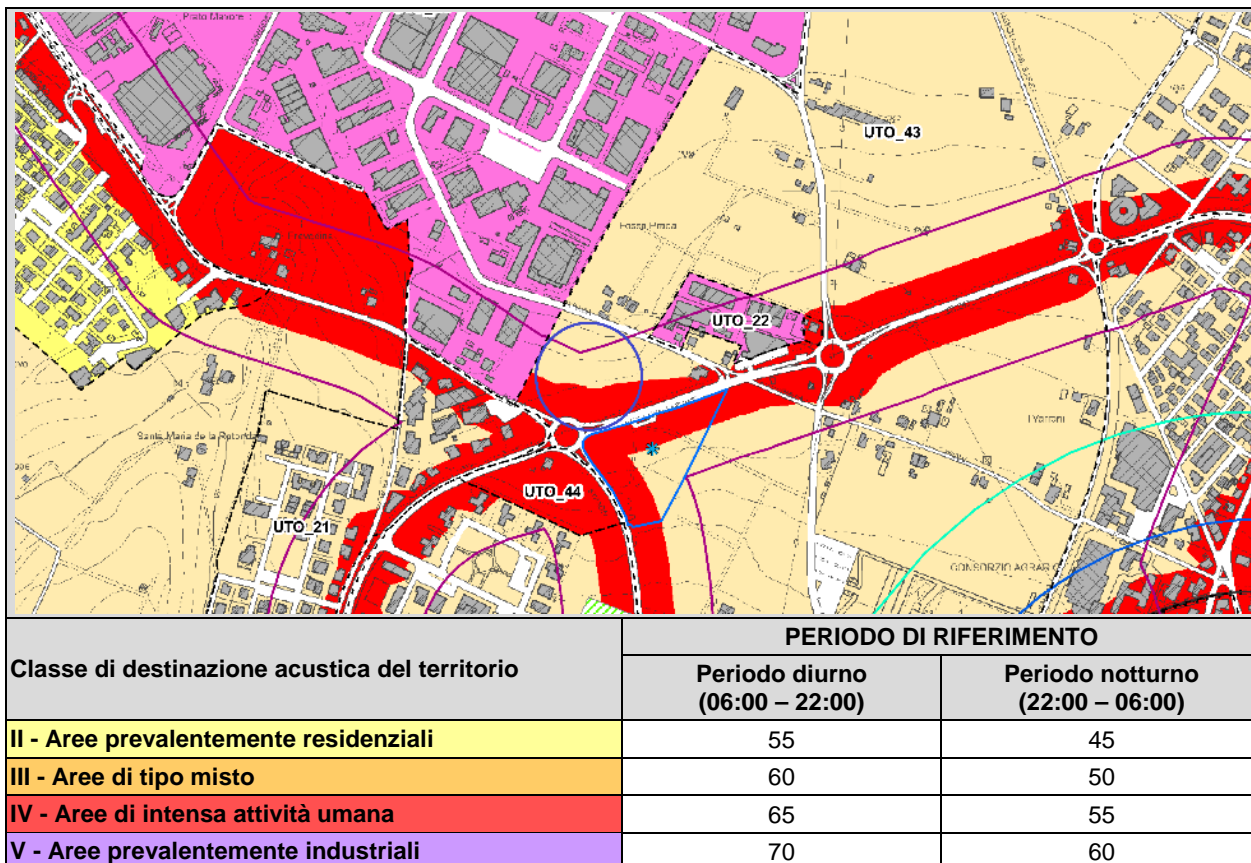 Prato Maiore
UTO_43
UTO_22
I Varroni
Santa Maria de la Rotonda
UTO_44
UTO_21
CONSORZIO AGRAR
Classe di destinazione acustica del territorio
PERIODO DI RIFERIMENTO
Periodo diurno
(06:00 – 22:00)
Periodo notturno
(22:00 – 06:00)
II - Aree prevalentemente residenziali 55 45
III - Aree di tipo misto 60 50
IV - Aree di intensa attività umana 65 55
V - Aree prevalentemente industriali 70 60